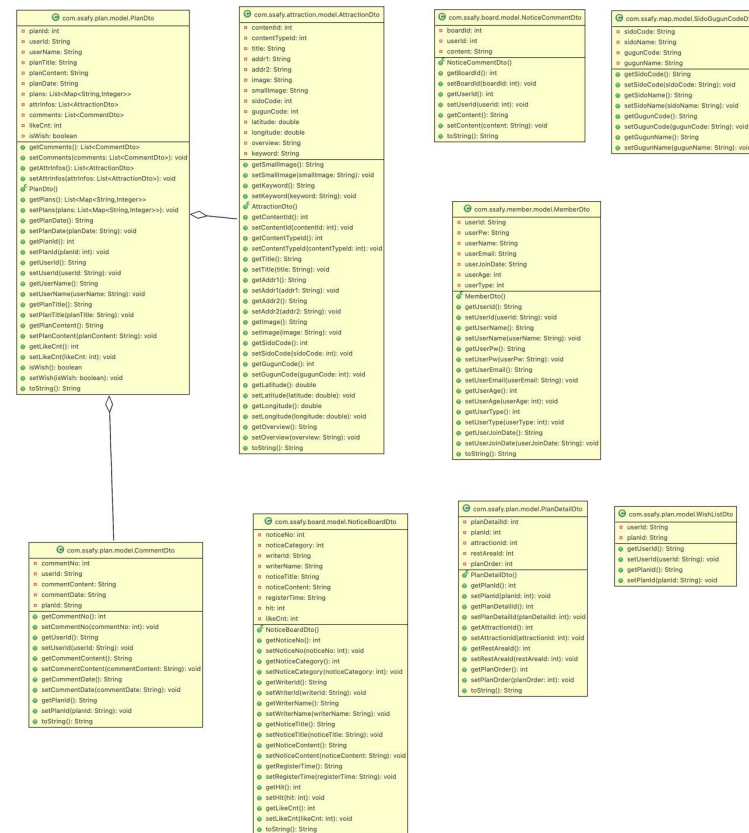 com.ssafy.plan.model.PlanDto
planId: int
userId: String
userName: String
planTitle: String
planContent: String
planDate: String
plans: List<Map<String,Integer>>
attrInfos: List<AttractionDto>
comments: List<CommentDto>
likeCnt: int
isWish: boolean
getComments(): List<CommentDto>
setComments(comments: List<CommentDto>): void
getAttrInfos(): List<AttractionDto>
setAttrInfos(attrInfos: List<AttractionDto>): void
PlanDto()
getPlans(): List<Map<String,Integer>>
setPlans(plans: List<Map<String,Integer>>): void
getPlanDate(): String
setPlanDate(planDate: String): void
getPlanId(): int
setPlanId(planId: int): void
getUserId(): String
setUserId(userId: String): void
getUserName(): String
setUserName(userName: String): void
getPlanTitle(): String
setPlanTitle(planTitle: String): void
getPlanContent(): String
setPlanContent(planContent: String): void
getLikeCnt(): int
setLikeCnt(likeCnt: int): void
isWish(): boolean
setWish(isWish: boolean): void
toString(): String
com.ssafy.attraction.model.AttractionDto
contentId: int
contentTypeId: int
title: String
addr1: String
addr2: String
image: String
smallImage: String
sidoCode: int
gugunCode: int
latitude: double
longitude: double
overview: String
keyword: String
getSmallImage(): String
setSmallImage(smallImage: String): void
getKeyword(): String
setKeyword(keyword: String): void
AttractionDto()
getContentId(): int
setContentId(contentId: int): void
getContentTypeId(): int
setContentTypeId(contentTypeId: int): void
getTitle(): String
setTitle(title: String): void
getAddr1(): String
setAddr1(addr1: String): void
getAddr2(): String
setAddr2(addr2: String): void
getImage(): String
setImage(image: String): void
getSidoCode(): int
setSidoCode(sidoCode: int): void
getGugunCode(): int
setGugunCode(gugunCode: int): void
getLatitude(): double
setLatitude(latitude: double): void
getLongitude(): double
setLongitude(longitude: double): void
getOverview(): String
setOverview(overview: String): void
toString(): String
com.ssafy.board.model.NoticeCommentDto
boardId: int
userId: int
content: String
NoticeCommentDto()
getBoardId(): int
setBoardId(boardId: int): void
getUserId(): int
setUserId(userId: int): void
getContent(): String
setContent(content: String): void
toString(): String
com.ssafy.map.model.SidoGugunCodeD
sidoCode: String
sidoName: String
gugunCode: String
gugunName: String
getSidoCode(): String
setSidoCode(sidoCode: String): void
getSidoName(): String
setSidoName(sidoName: String): void
getGugunCode(): String
setGugunCode(gugunCode: String): void
getGugunName(): String
setGugunName(gugunName: String): void
com.ssafy.member.model.MemberDto
userId: String
userPw: String
userName: String
userEmail: String
userJoinDate: String
userAge: int
userType: int
MemberDto()
getUserId(): String
setUserId(userId: String): void
getUserName(): String
setUserName(userName: String): void
getUserPw(): String
setUserPw(userPw: String): void
getUserEmail(): String
setUserEmail(userEmail: String): void
getUserAge(): int
setUserAge(userAge: int): void
getUserType(): int
setUserType(userType: int): void
getUserJoinDate(): String
setUserJoinDate(userJoinDate: String): void
toString(): String
com.ssafy.plan.model.CommentDto
commentNo: int
userId: String
commentContent: String
commentDate: String
planId: String
getCommentNo(): int
setCommentNo(commentNo: int): void
getUserId(): String
setUserId(userId: String): void
getCommentContent(): String
setCommentContent(commentContent: String): void
getCommentDate(): String
setCommentDate(commentDate: String): void
getPlanId(): String
setPlanId(planId: String): void
toString(): String
com.ssafy.board.model.NoticeBoardDto
noticeNo: int
noticeCategory: int
writerId: String
writerName: String
noticeTitle: String
noticeContent: String
registerTime: String
hit: int
likeCnt: int
NoticeBoardDto()
getNoticeNo(): int
setNoticeNo(noticeNo: int): void
getNoticeCategory(): int
setNoticeCategory(noticeCategory: int): void
getWriterId(): String
setWriterId(writerId: String): void
getWriterName(): String
setWriterName(writerName: String): void
getNoticeTitle(): String
setNoticeTitle(noticeTitle: String): void
getNoticeContent(): String
setNoticeContent(noticeContent: String): void
getRegisterTime(): String
setRegisterTime(registerTime: String): void
getHit(): int
setHit(hit: int): void
getLikeCnt(): int
setLikeCnt(likeCnt: int): void
toString(): String
com.ssafy.plan.model.PlanDetailDto
planDetailId: int
planId: int
attractionId: int
restAreaId: int
planOrder: int
PlanDetailDto()
getPlanId(): int
setPlanId(planId: int): void
getPlanDetailId(): int
setPlanDetailId(planDetailId: int): void
getAttractionId(): int
setAttractionId(attractionId: int): void
getRestAreaId(): int
setRestAreaId(restAreaId: int): void
getPlanOrder(): int
setPlanOrder(planOrder: int): void
toString(): String
com.ssafy.plan.model.WishListDto
userId: String
planId: String
getUserId(): String
setUserId(userId: String): void
getPlanId(): String
setPlanId(planId: String): void